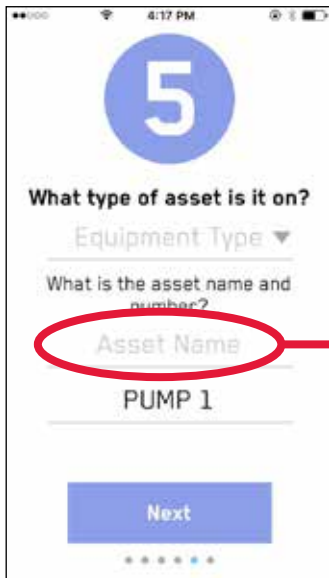 4:17 PM
5
What type of asset is it on?
Equipment Type
What is the asset name and
number?
Asset Name
PUMP 1
Next